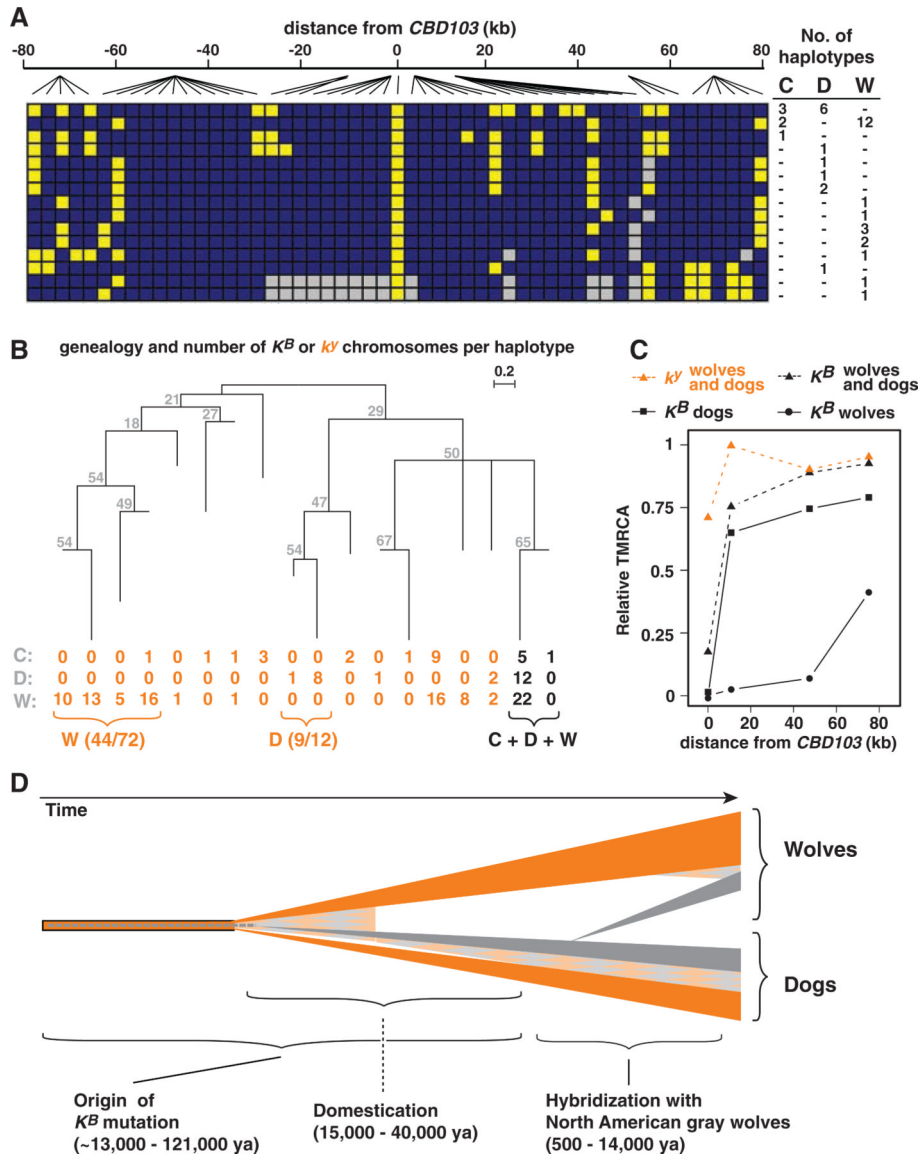 A
distance from CBD103 (kb)
-80 -60 -40 -20 0 20 40 60 80
No. of
haplotypes
C D W
3 6 -
2 - 12
1 - -
- 1 -
- 1 -
- 1 -
- 2 -
- - 1
- - 1
- - 3
- - 2
- - 1
- 1 -
- - 1
- - 1
B genealogy and number of K^B or k^y chromosomes per haplotype
0.2
21
27
29
18
50
54
49
47
54
54
67
65
C: 0 0 0 1 0 1 1 3 0 0 2 0 1 9 0 0 5 1
D: 0 0 0 0 0 0 0 0 1 8 0 1 0 0 0 2 12 0
W: 10 13 5 16 1 0 1 0 0 0 0 0 0 16 8 2 22 0
W (44/72)
D (9/12)
C + D + W
C
k^y wolves and dogs
K^B wolves and dogs
K^B dogs
K^B wolves
Relative TMRCA
1
0.75
0.5
0.25
0
0 20 40 60 80
distance from CBD103 (kb)
D
Time
Wolves
Dogs
Origin of
K^B mutation
(~13,000 - 121,000 ya)
Domestication
(15,000 - 40,000 ya)
Hybridization with
North American gray wolves
(500 - 14,000 ya)